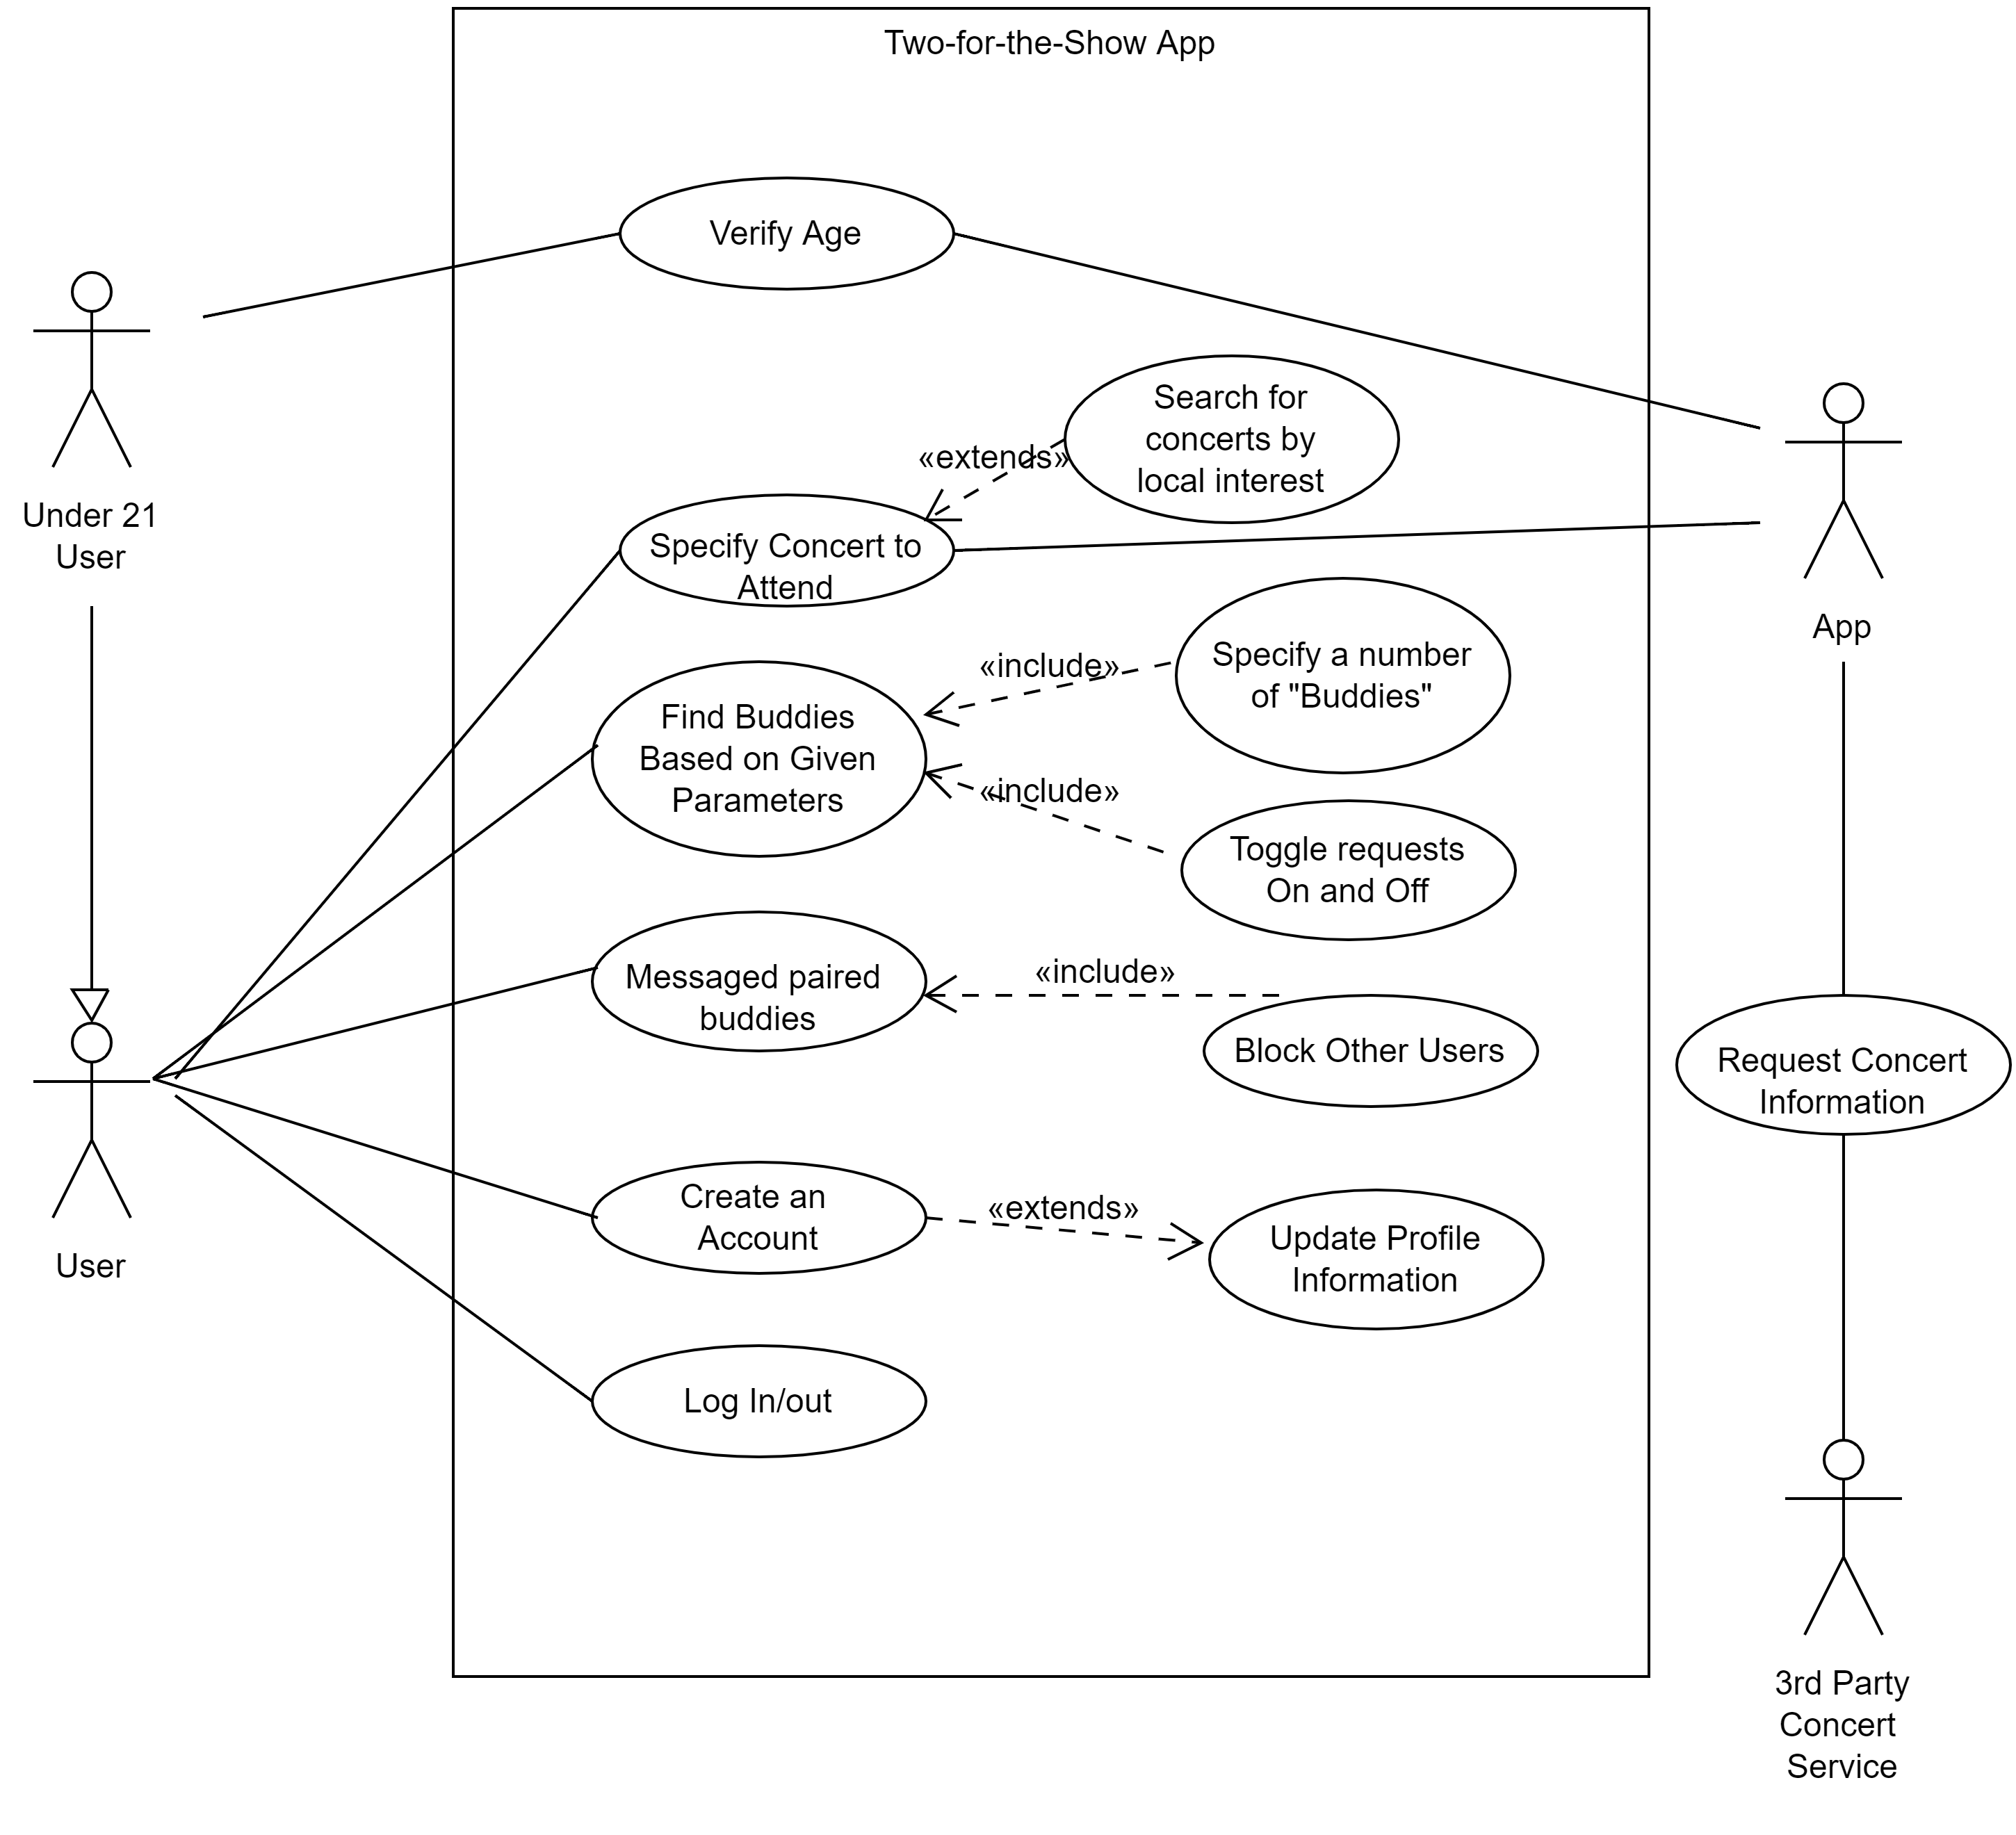 Two-for-the-Show App
Verify Age
Under 21
User
Search for
concerts by
local interest
«extends»
Specify Concert to
Attend
App
Specify a number
of "Buddies"
«include»
Find Buddies
Based on Given
Parameters
«include»
Toggle requests
On and Off
Messaged paired
buddies
«include»
Block Other Users
Request Concert
Information
User
Create an
Account
«extends»
Update Profile
Information
Log In/out
3rd Party
Concert
Service